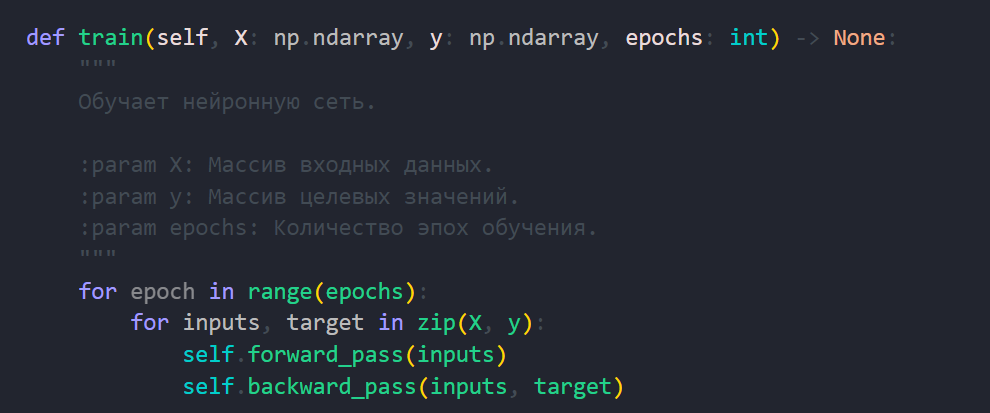 def train(self, X: np.ndarray, y: np.ndarray, epochs: int) -> None:
    """
    Обучает нейронную сеть.

    :param X: Массив входных данных.
    :param y: Массив целевых значений.
    :param epochs: Количество эпох обучения.
    """
    for epoch in range(epochs):
        for inputs, target in zip(X, y):
            self.forward_pass(inputs)
            self.backward_pass(inputs, target)